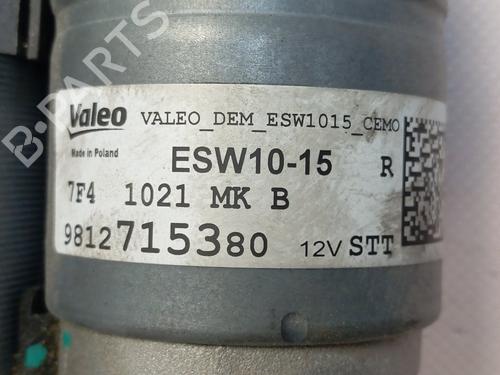 B-PARTS
Valeo VALEO_DEM_ESW1015_CEMO
Made in Poland
ESW10-15 R
7F4 1021 MK B
9812715380 12V STT